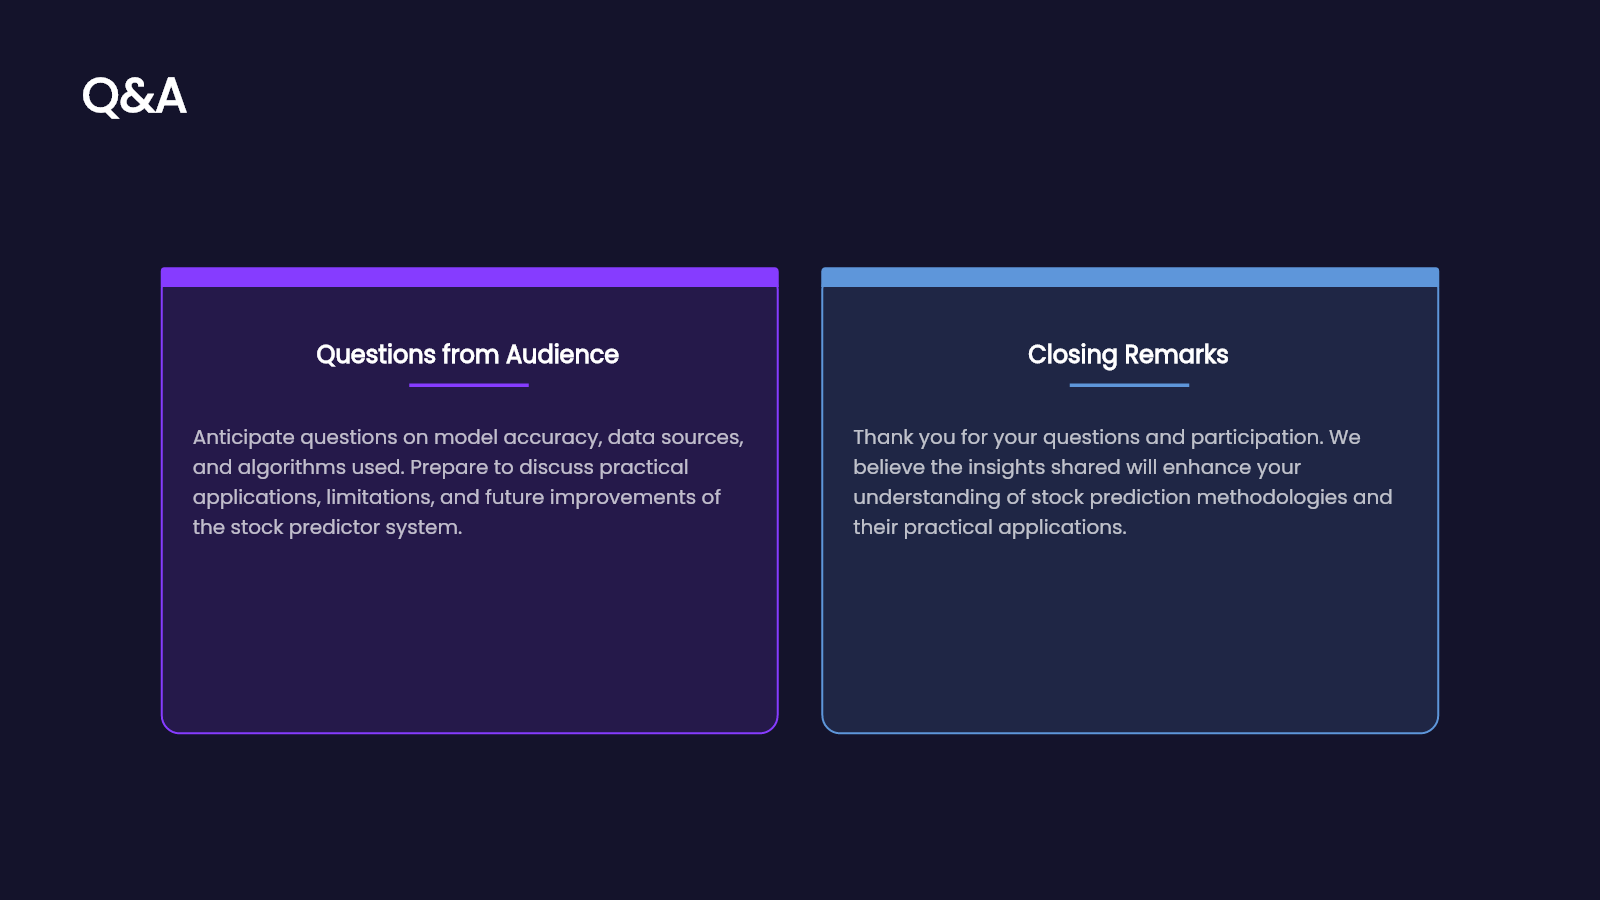 Q&A
Questions from Audience
Anticipate questions on model accuracy, data sources,
and algorithms used. Prepare to discuss practical
applications, limitations, and future improvements of
the stock predictor system.
Closing Remarks
Thank you for your questions and participation. We
believe the insights shared will enhance your
understanding of stock prediction methodologies and
their practical applications.